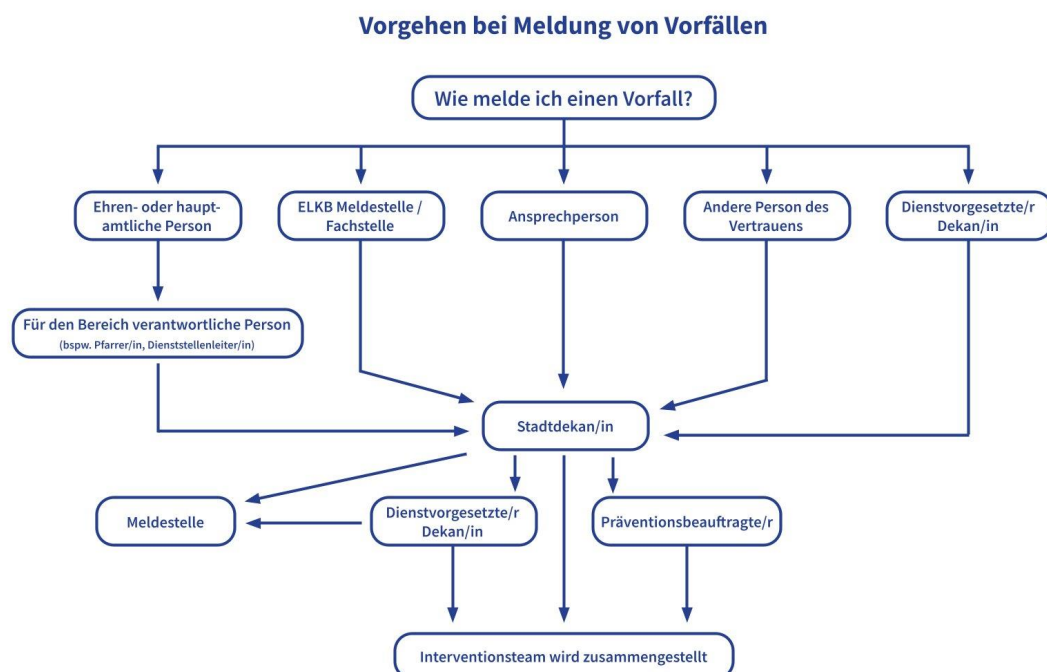 Vorgehen bei Meldung von Vorfällen
Wie melde ich einen Vorfall?
Ehren- oder haupt-
amtliche Person
ELKB Meldestelle /
Fachstelle
Ansprechperson
Andere Person des
Vertrauens
Dienstvorgesetzte/r
Dekan/in
Für den Bereich verantwortliche Person
(bspw. Pfarrer/in, Dienststellenleiter/in)
Stadtdekan/in
Meldestelle
Dienstvorgesetzte/r
Dekan/in
Präventionsbeauftragte/r
Interventionsteam wird zusammengestellt